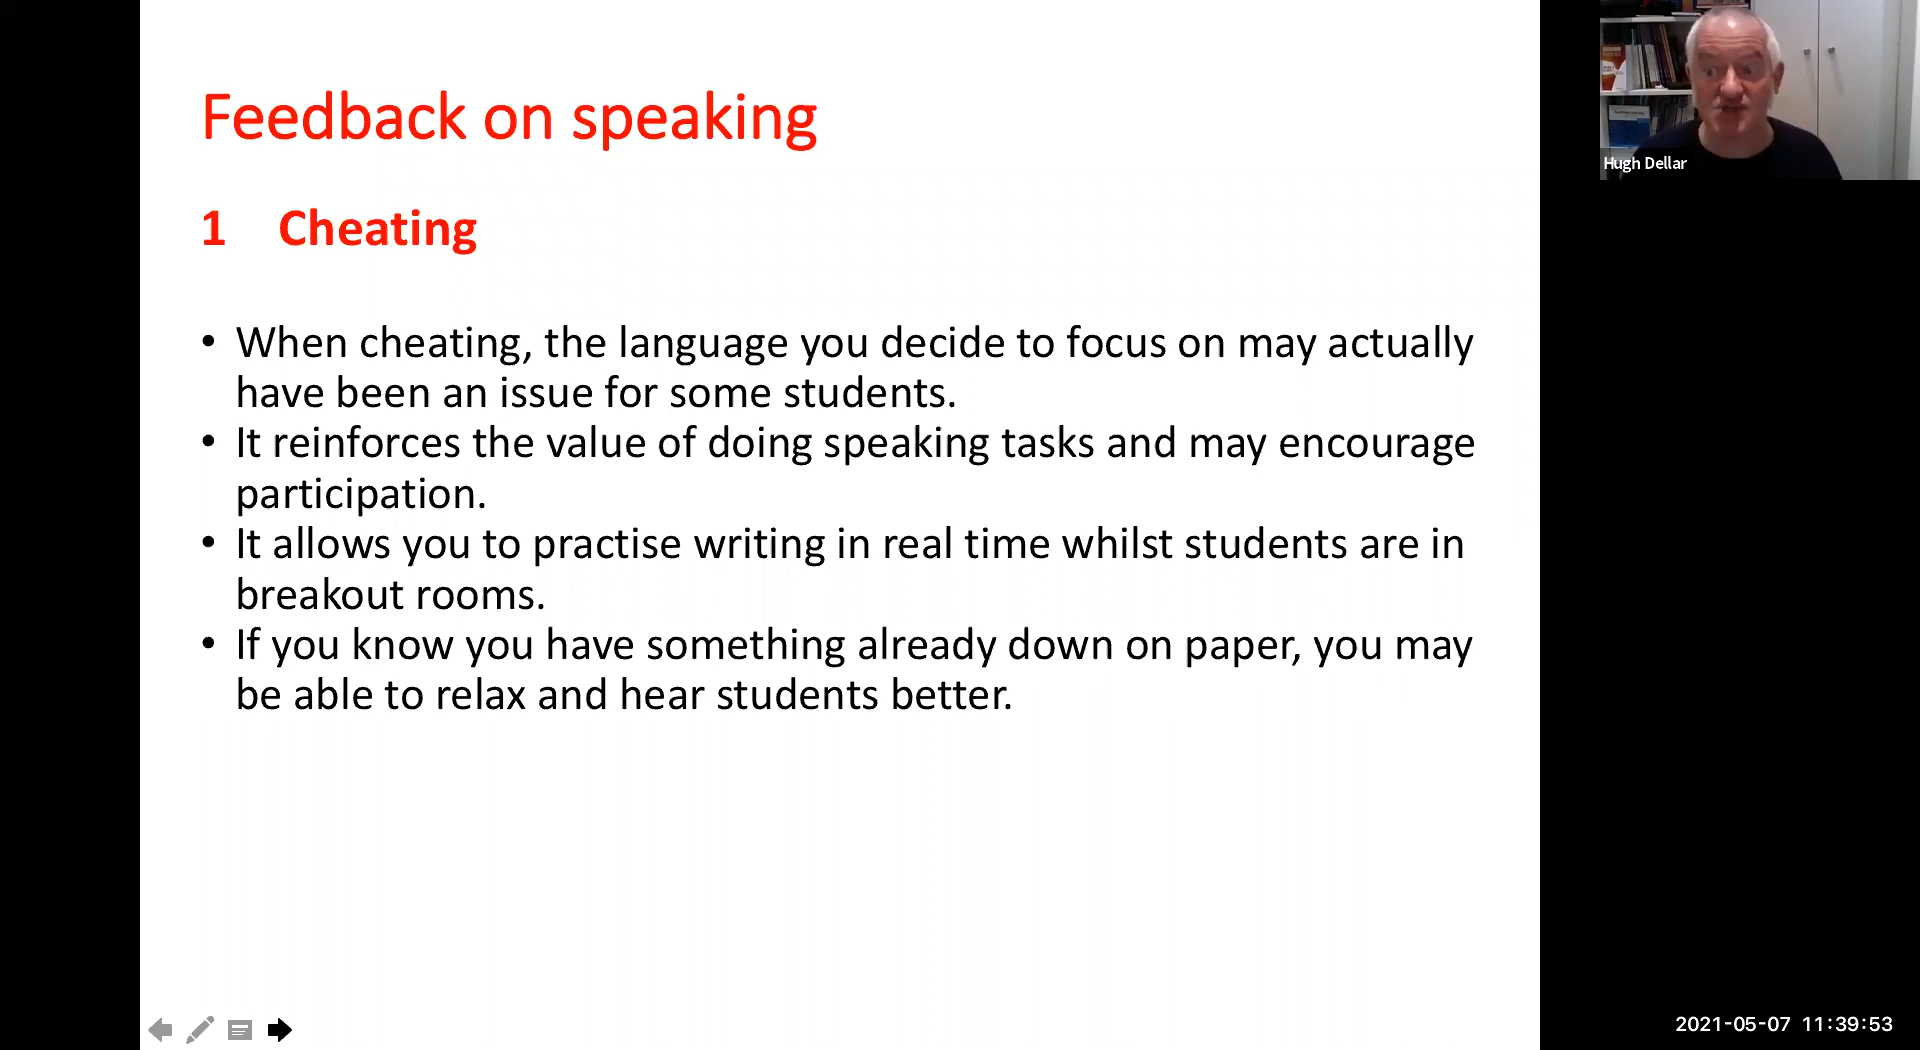 Feedback on speaking
1 Cheating
• When cheating, the language you decide to focus on may actually
have been an issue for some students.
• It reinforces the value of doing speaking tasks and may encourage
participation.
• It allows you to practise writing in real time whilst students are in
breakout rooms.
• If you know you have something already down on paper, you may
be able to relax and hear students better.
Hugh Dellar
2021-05-07 11:39:53